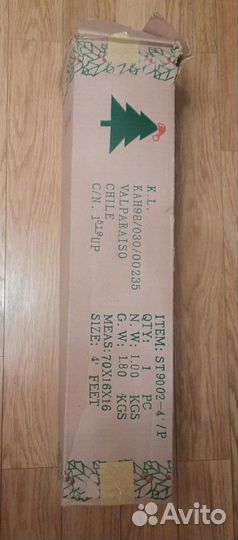 K.L.
KAH98/030/00235
VALPARAISO
CHILE
C/N. 1519UP
ITEM: ST9002-4'/P
QTY: 1 PC
N.W: 1.00 KGS
G.W: 1.80 KGS
MEAS: 70X16X16
SIZE: 4' FEET
Avito